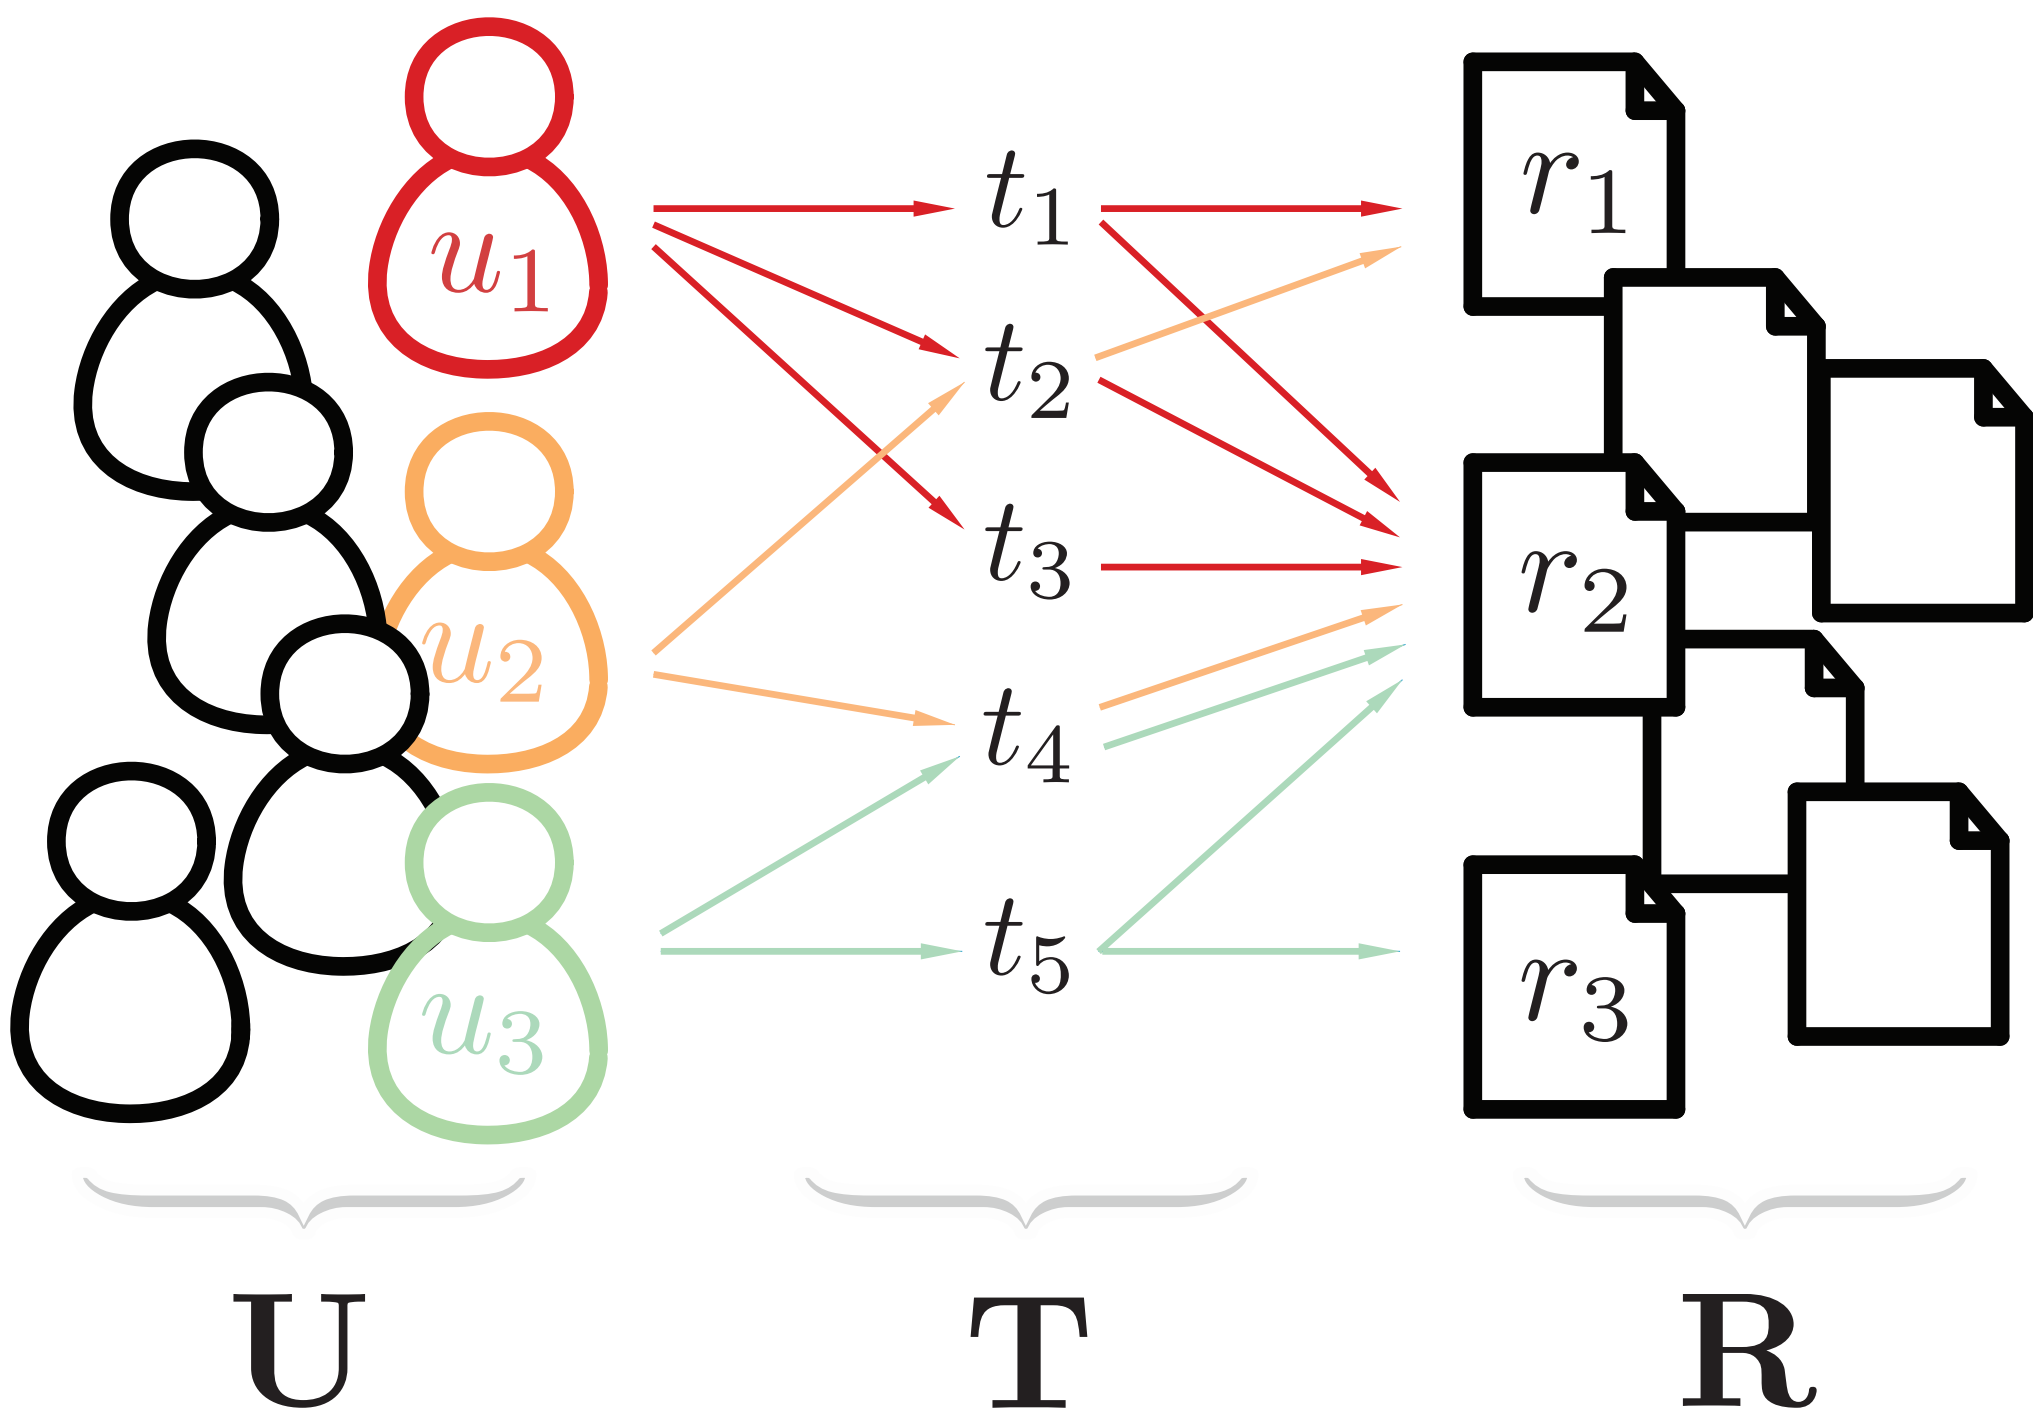 u₁
u₂
u₃
t₁
t₂
t₃
t₄
t₅
r₁
r₂
r₃
U
T
R